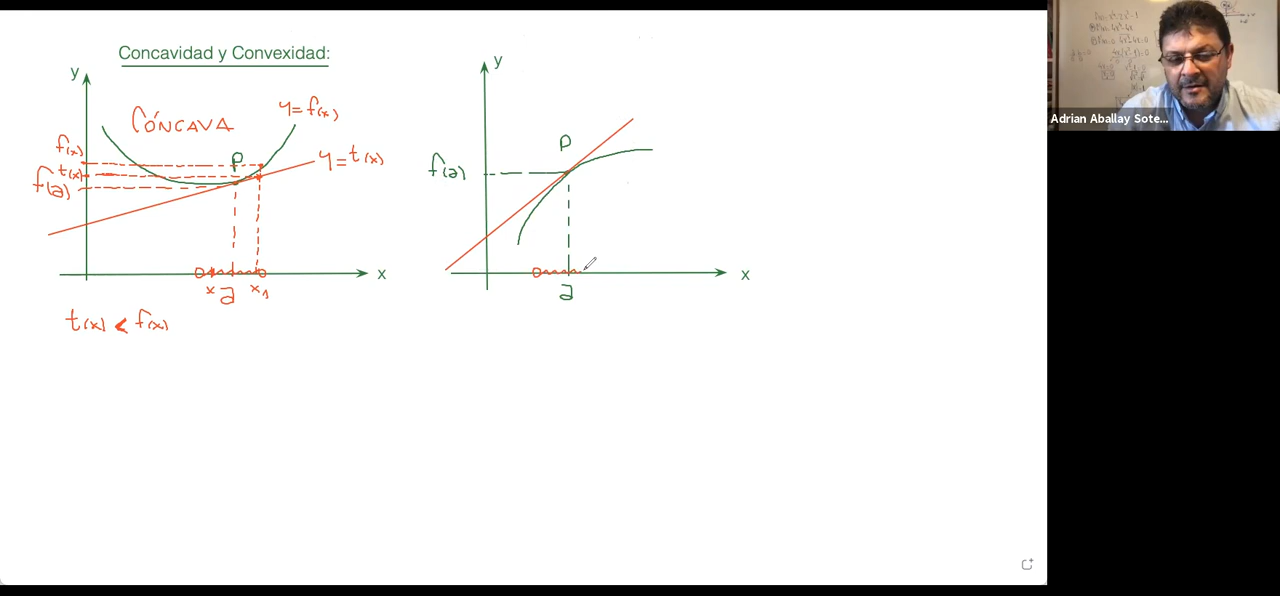 Concavidad y Convexidad:
y
CÓNCAVA
y=f(x)
f(x)
t(x)
f(a)
P
y=t(x)
x
x a x₁
t(x) < f(x)
y
P
f(a)
x
a
Adrian Aballay Sote...